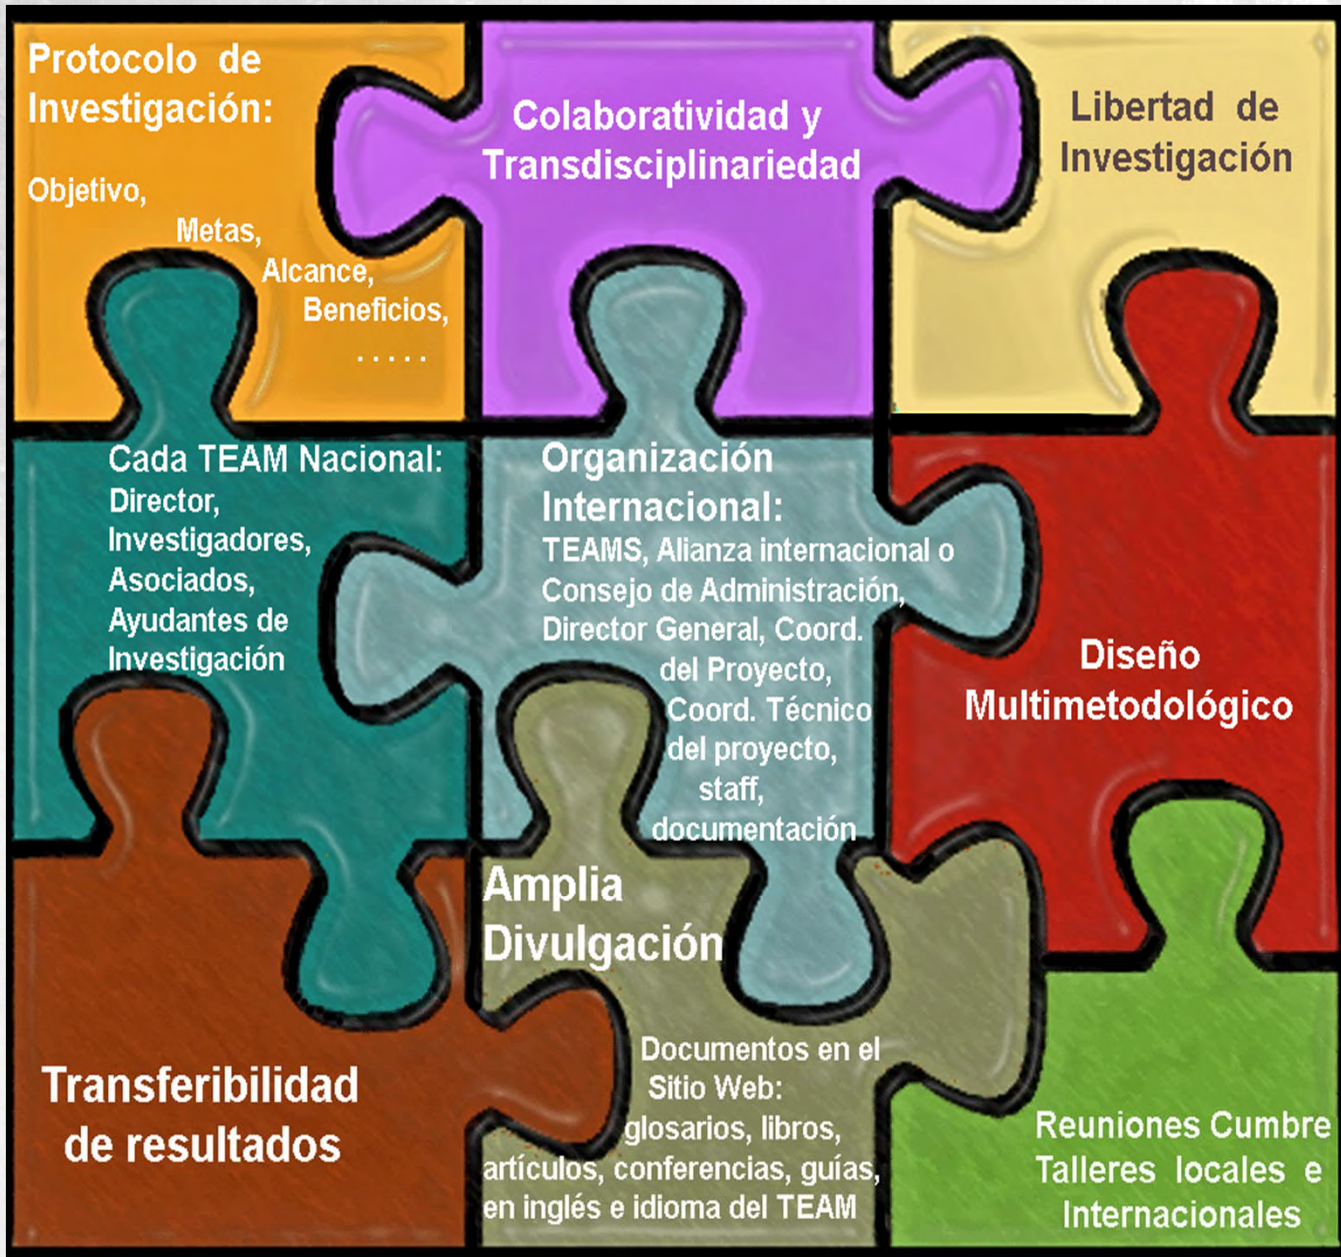 Protocolo de
Investigación:
Objetivo,
Metas,
Alcance,
Beneficios,
. . . . .
Colaboratividad y
Transdisciplinariedad
Libertad de
Investigación
Cada TEAM Nacional:
Director,
Investigadores,
Asociados,
Ayudantes de
Investigación
Organización
Internacional:
TEAMS, Alianza internacional o
Consejo de Administración,
Director General, Coord.
del Proyecto,
Coord. Técnico
del proyecto,
staff,
documentación
Diseño
Multimetodológico
Transferibilidad
de resultados
Amplia
Divulgación
Documentos en el
Sitio Web:
glosarios, libros,
artículos, conferencias, guías,
en inglés e idioma del TEAM
Reuniones Cumbre
Talleres locales e
Internacionales